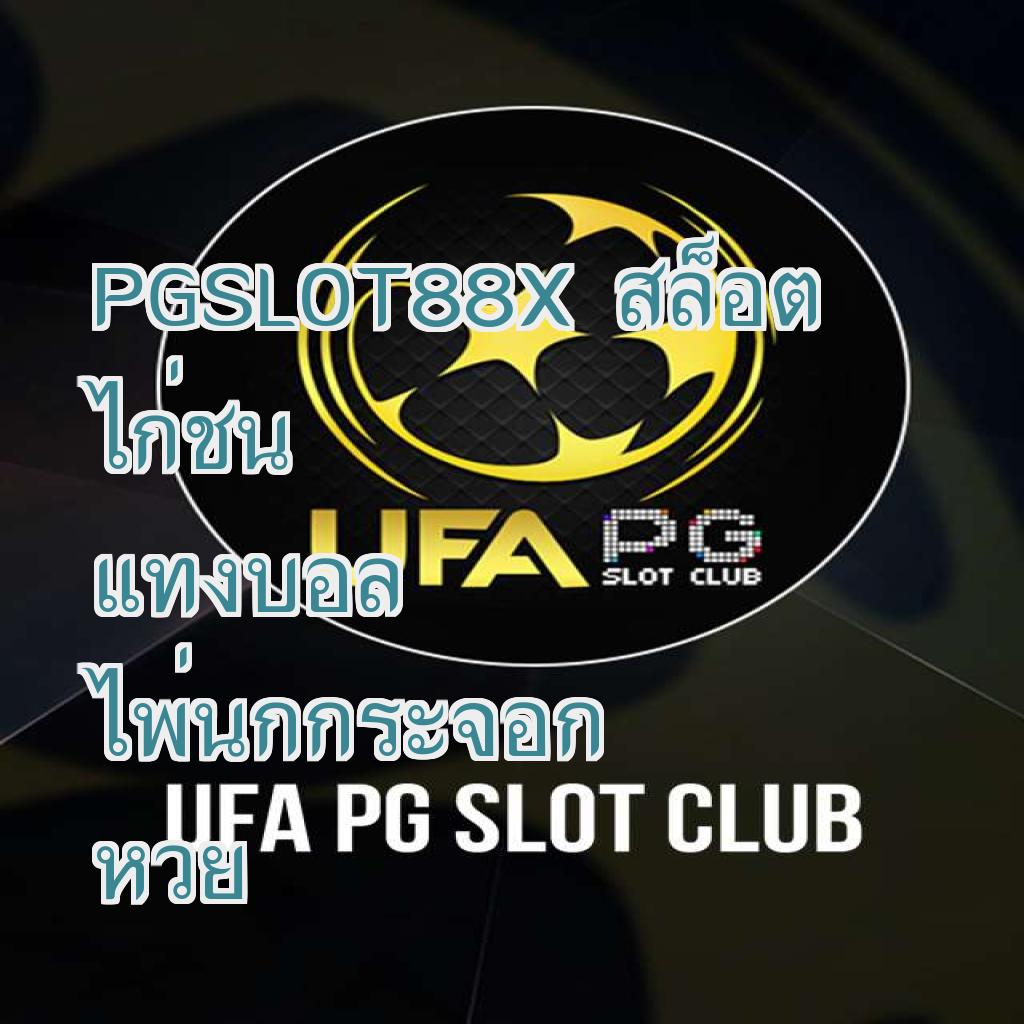 PGSLOT88X สล็อต
ไก่ชน
UFA PG
SLOT CLUB
แทงบอล
ไพ่นกกระจอก
UFA PG SLOT CLUB
หวย